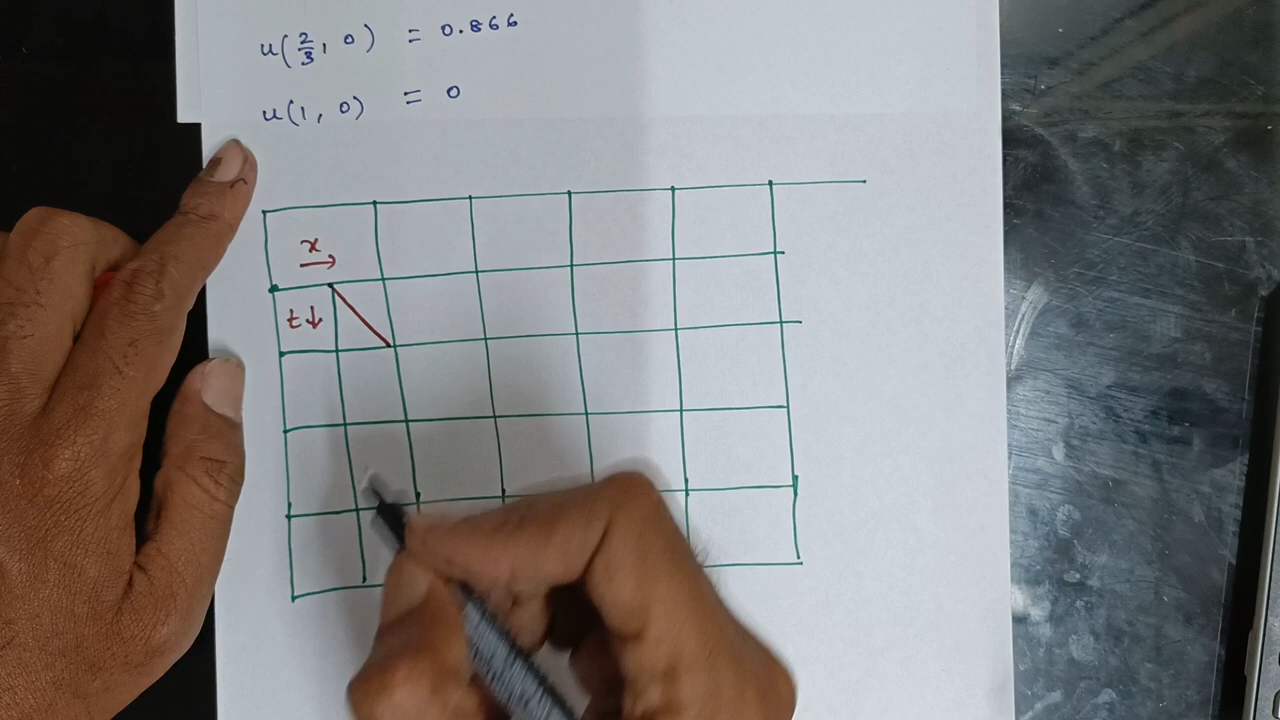 u(2/3, 0) = 0.866
u(1, 0) = 0
x →
t ↓